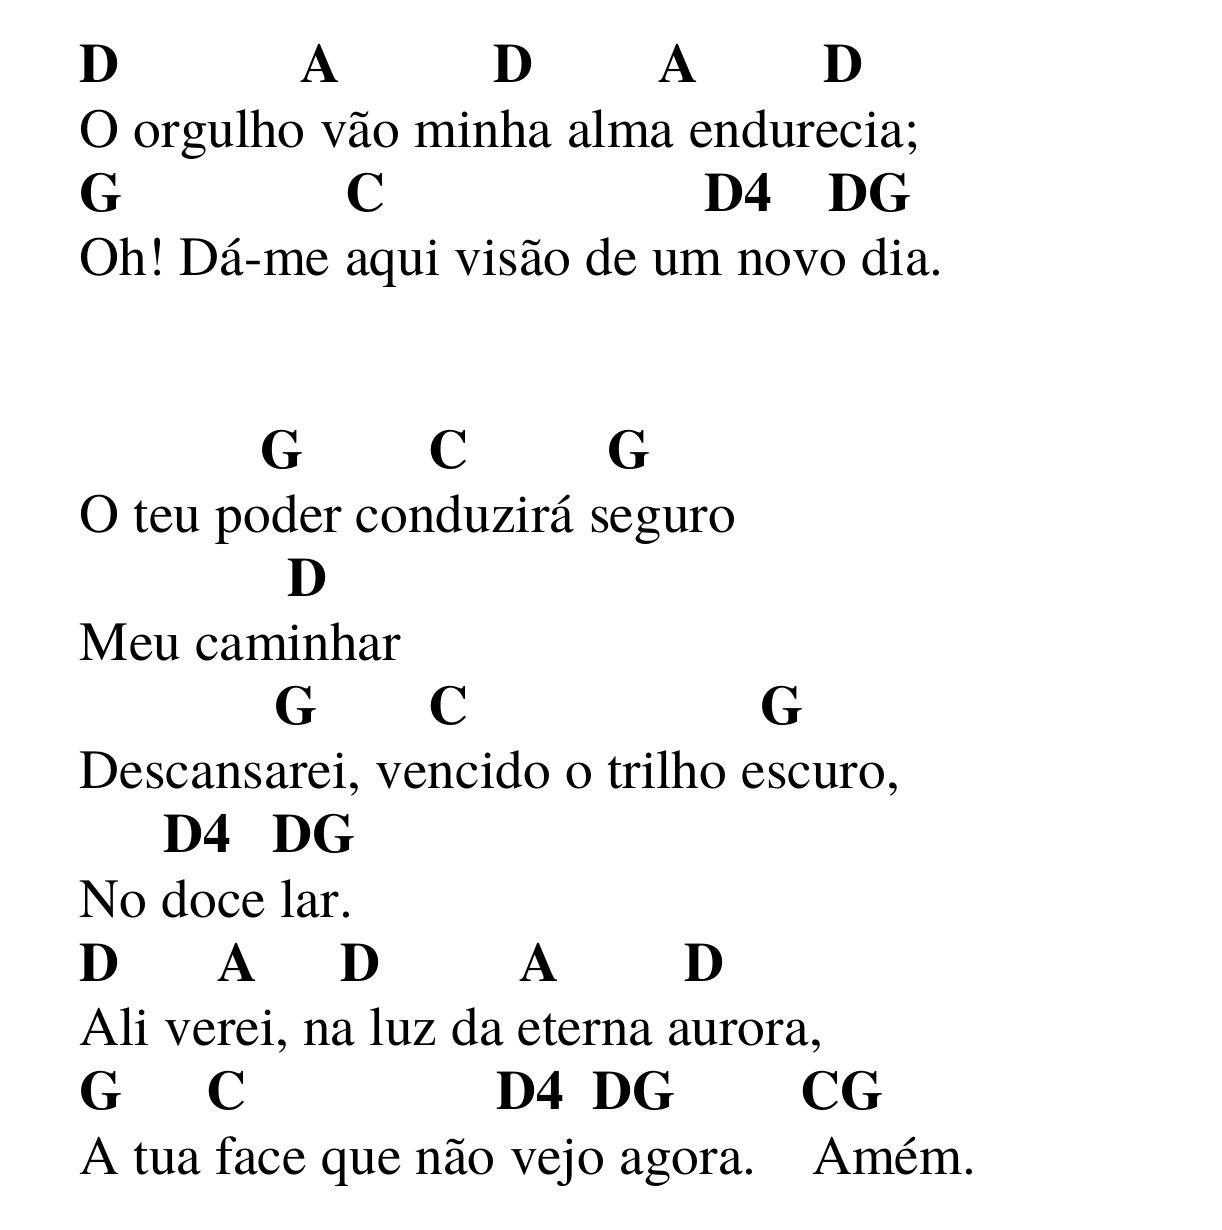 D A D A D
O orgulho vão minha alma endurecia;
G C D4 DG
Oh! Dá-me aqui visão de um novo dia.
G C G
O teu poder conduzirá seguro
D
Meu caminhar
G C G
Descansarei, vencido o trilho escuro,
D4 DG
No doce lar.
D A D A D
Ali verei, na luz da eterna aurora,
G C D4 DG CG
A tua face que não vejo agora. Amém.